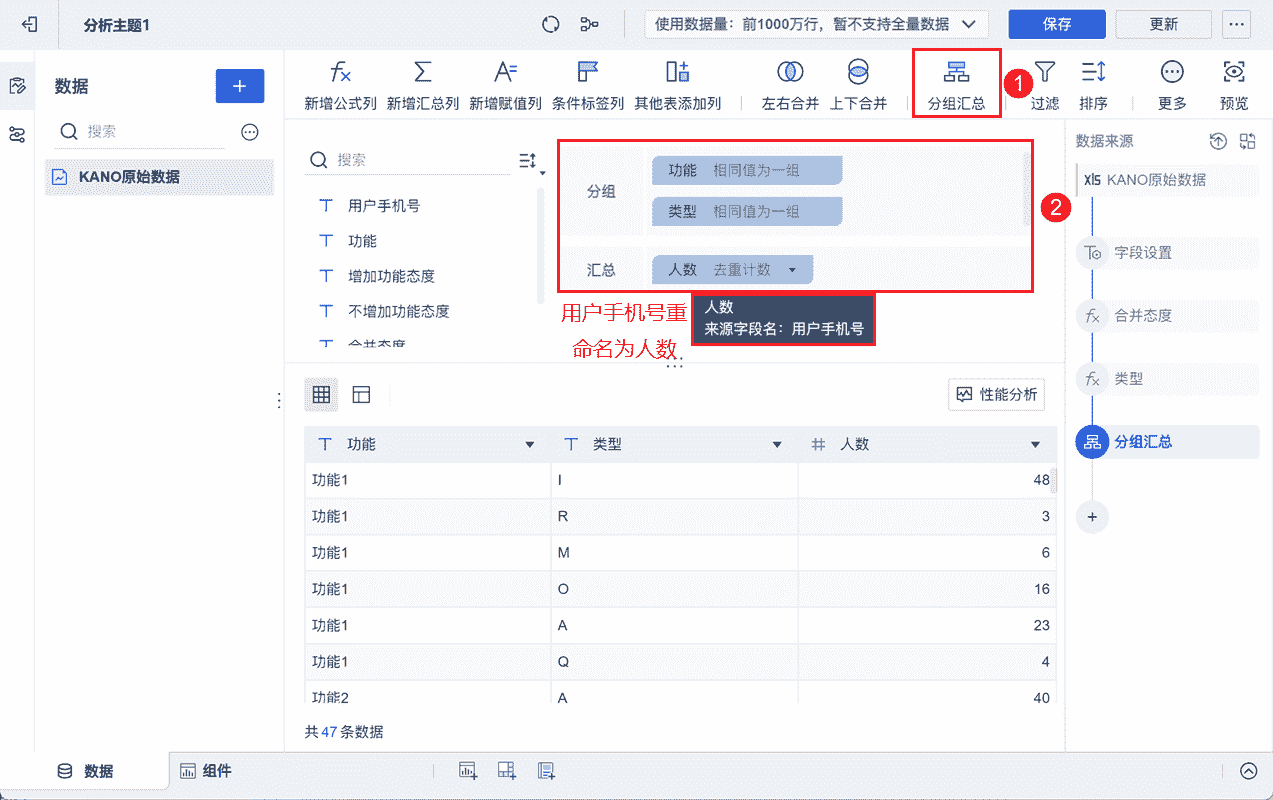 分析主题1
使用数据量：前1000万行，暂不支持全量数据
保存
更新
数据
搜索
KANO原始数据
新增公式列
新增汇总列
新增赋值列
条件标签列
其他表添加列
左右合并
上下合并
分组汇总
1
过滤
排序
更多
预览
搜索
用户手机号
功能
增加功能态度
不增加功能态度
合并态度
分组
功能 相同值为一组
类型 相同值为一组
汇总
人数 去重计数
2
用户手机号重
命名为人数
人数
来源字段名：用户手机号
数据来源
XlS KANO原始数据
字段设置
合并态度
类型
分组汇总
性能分析
功能 类型 人数
功能1 I 48
功能1 R 3
功能1 M 6
功能1 O 16
功能1 A 23
功能1 Q 4
功能2 A 40
共47条数据
数据
组件